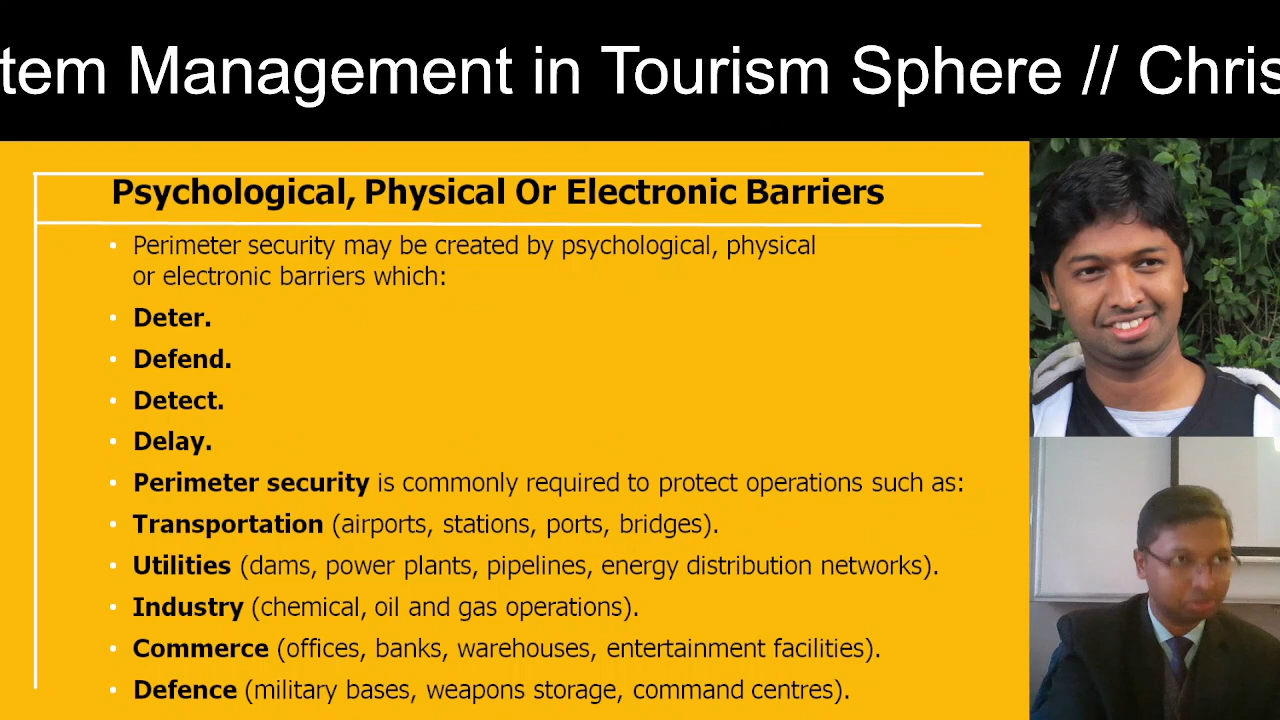 tem Management in Tourism Sphere // Chris
Psychological, Physical Or Electronic Barriers
• Perimeter security may be created by psychological, physical
or electronic barriers which:
• Deter.
• Defend.
• Detect.
• Delay.
• Perimeter security is commonly required to protect operations such as:
• Transportation (airports, stations, ports, bridges).
• Utilities (dams, power plants, pipelines, energy distribution networks).
• Industry (chemical, oil and gas operations).
• Commerce (offices, banks, warehouses, entertainment facilities).
• Defence (military bases, weapons storage, command centres).